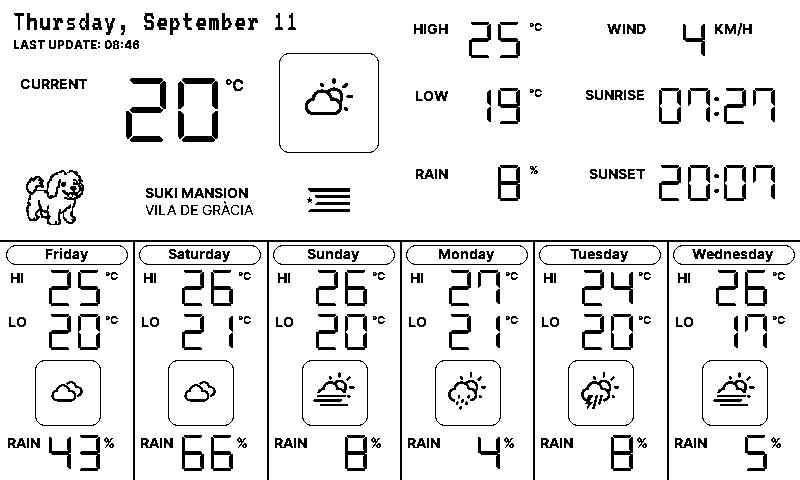 Thursday, September 11
LAST UPDATE: 08:46
CURRENT 20 °C
HIGH 25 °C
LOW 19 °C
RAIN 8 %
WIND 4 KM/H
SUNRISE 07:27
SUNSET 20:07
SUKI MANSION
VILA DE GRÀCIA
Friday
HI 25 °C
LO 20 °C
RAIN 43 %
Saturday
HI 26 °C
LO 21 °C
RAIN 66 %
Sunday
HI 26 °C
LO 20 °C
RAIN 8 %
Monday
HI 27 °C
LO 21 °C
RAIN 4 %
Tuesday
HI 24 °C
LO 20 °C
RAIN 8 %
Wednesday
HI 26 °C
LO 17 °C
RAIN 5 %